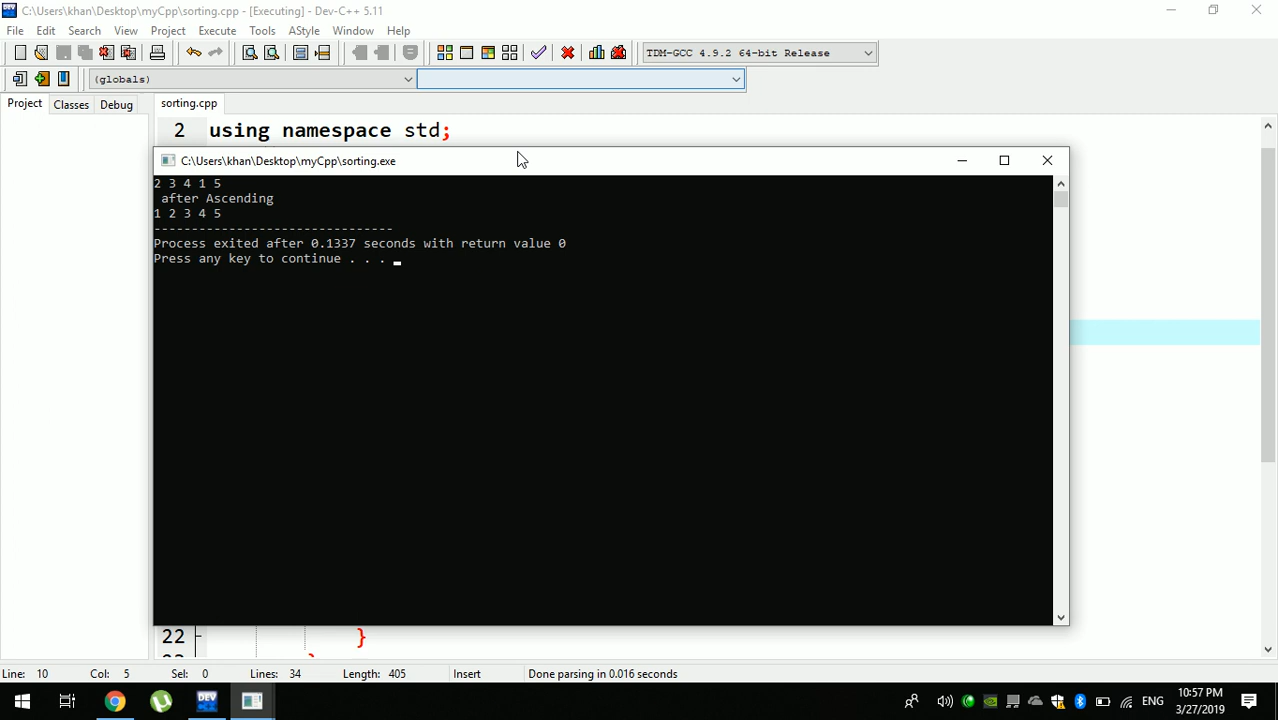 C:\Users\khan\Desktop\myCpp\sorting.cpp - [Executing] - Dev-C++ 5.11
File Edit Search View Project Execute Tools AStyle Window Help
TDM-GCC 4.9.2 64-bit Release
(globals)
Project Classes Debug sorting.cpp
2 using namespace std;
C:\Users\khan\Desktop\myCpp\sorting.exe
2 3 4 1 5
after Ascending
1 2 3 4 5
--------------------------------
Process exited after 0.1337 seconds with return value 0
Press any key to continue . . .
22 }
Line: 10 Col: 5 Sel: 0 Lines: 34 Length: 405 Insert Done parsing in 0.016 seconds
DEV ENG 10:57 PM
3/27/2019